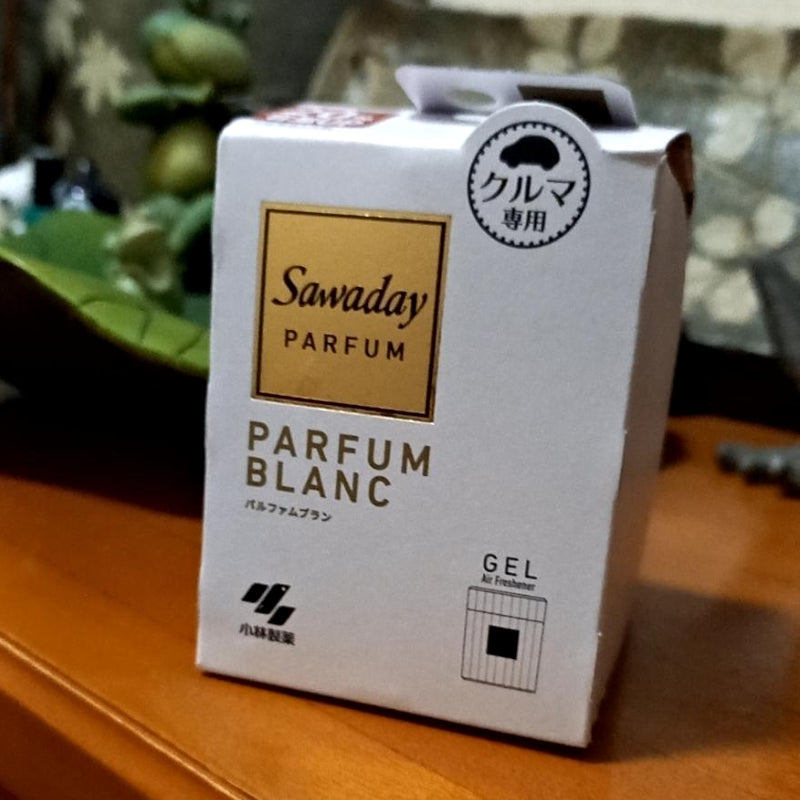 クルマ
専用
Sawaday
PARFUM
PARFUM
BLANC
パルファムブラン
GEL
Air Freshener
小林製薬